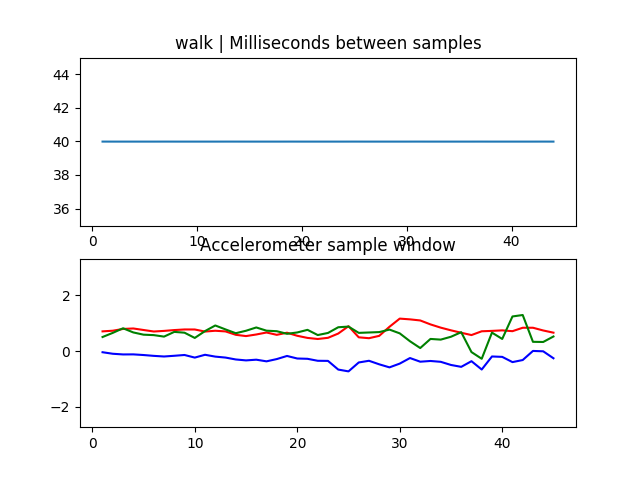 walk | Milliseconds between samples
44
42
40
38
36
0 10 20 30 40
Accelerometer sample window
2
0
−2
0 10 20 30 40